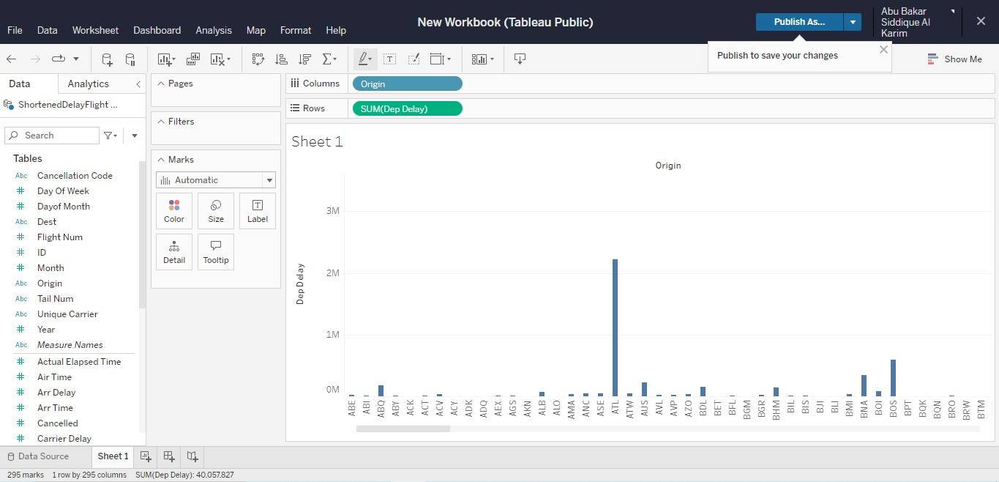 New Workbook (Tableau Public)
Publish As...
Abu Bakar
Siddique Al
Karim
File Data Worksheet Dashboard Analysis Map Format Help
Publish to save your changes
Show Me
Data Analytics
ShortenedDelayFlight ...
Search
Tables
Abc Cancellation Code
# Day Of Week
# Dayof Month
Abc Dest
# Flight Num
# ID
# Month
Abc Origin
Abc Tail Num
Abc Unique Carrier
# Year
Abc Measure Names
# Actual Elapsed Time
# Air Time
# Arr Delay
# Arr Time
# Cancelled
# Carrier Delay
Pages
Filters
Marks
Automatic
Color Size Label
Detail Tooltip
Columns Origin
Rows SUM(Dep Delay)
Sheet 1
Origin
3M
2M
1M
0M
Dep Delay
ABE ABI ABQ ABY ACK ACT ACV ACY ADK ADQ AEX AGS AKN ALB ALO AMA ANC ASE ATL ATW AUS AVL AVP AZO BDL BET BFL BGM BGR BHM BIL BIS BJI BLI BMI BNA BOI BOS BPT BQK BQN BRO BRW BTM
Data Source Sheet 1
295 marks 1 row by 295 columns SUM(Dep Delay): 40,057,827